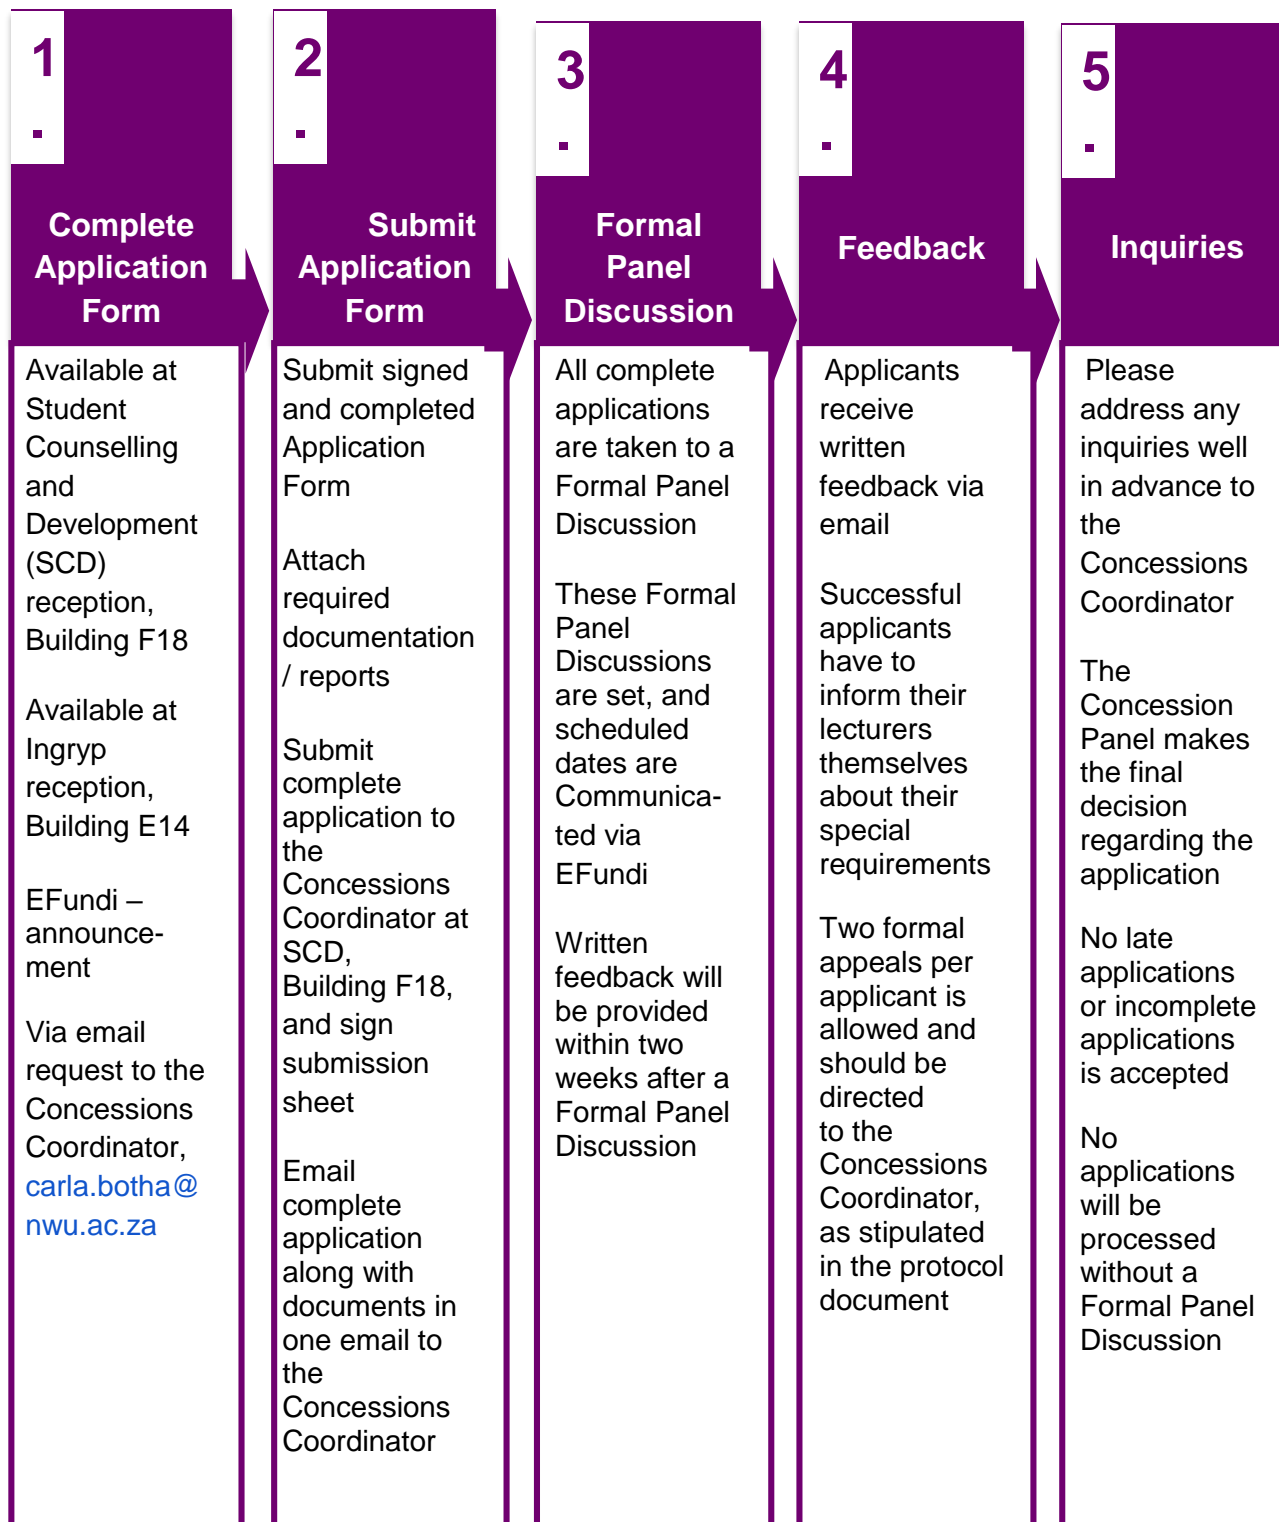 1
.
Complete
Application
Form
Available at
Student
Counselling
and
Development
(SCD)
reception,
Building F18
Available at
Ingryp
reception,
Building E14
EFundi –
announce-
ment
Via email
request to the
Concessions
Coordinator,
carla.botha@
nwu.ac.za
2
.
Submit
Application
Form
Submit signed
and completed
Application
Form
Attach
required
documentation
/ reports
Submit
complete
application to
the
Concessions
Coordinator at
SCD,
Building F18,
and sign
submission
sheet
Email
complete
application
along with
documents in
one email to
the
Concessions
Coordinator
3
.
Formal
Panel
Discussion
All complete
applications
are taken to a
Formal Panel
Discussion
These Formal
Panel
Discussions
are set, and
scheduled
dates are
Communica-
ted via
EFundi
Written
feedback will
be provided
within two
weeks after a
Formal Panel
Discussion
4
.
Feedback
Applicants
receive
written
feedback via
email
Successful
applicants
have to
inform their
lecturers
themselves
about their
special
requirements
Two formal
appeals per
applicant is
allowed and
should be
directed
to the
Concessions
Coordinator,
as stipulated
in the protocol
document
5
.
Inquiries
Please
address any
inquiries well
in advance to
the
Concessions
Coordinator
The
Concession
Panel makes
the final
decision
regarding the
application
No late
applications
or incomplete
applications
is accepted
No
applications
will be
processed
without a
Formal Panel
Discussion